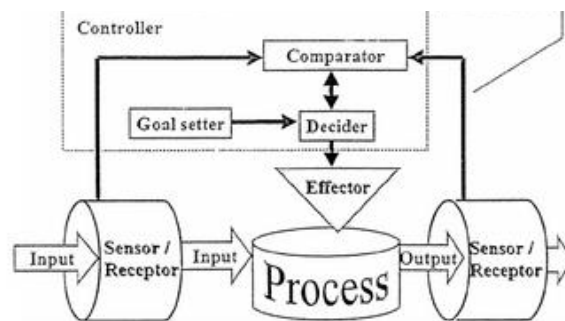 Controller
Comparator
Goal setter
Decider
Effector
Input
Sensor /
Receptor
Input
Process
Output
Sensor /
Receptor